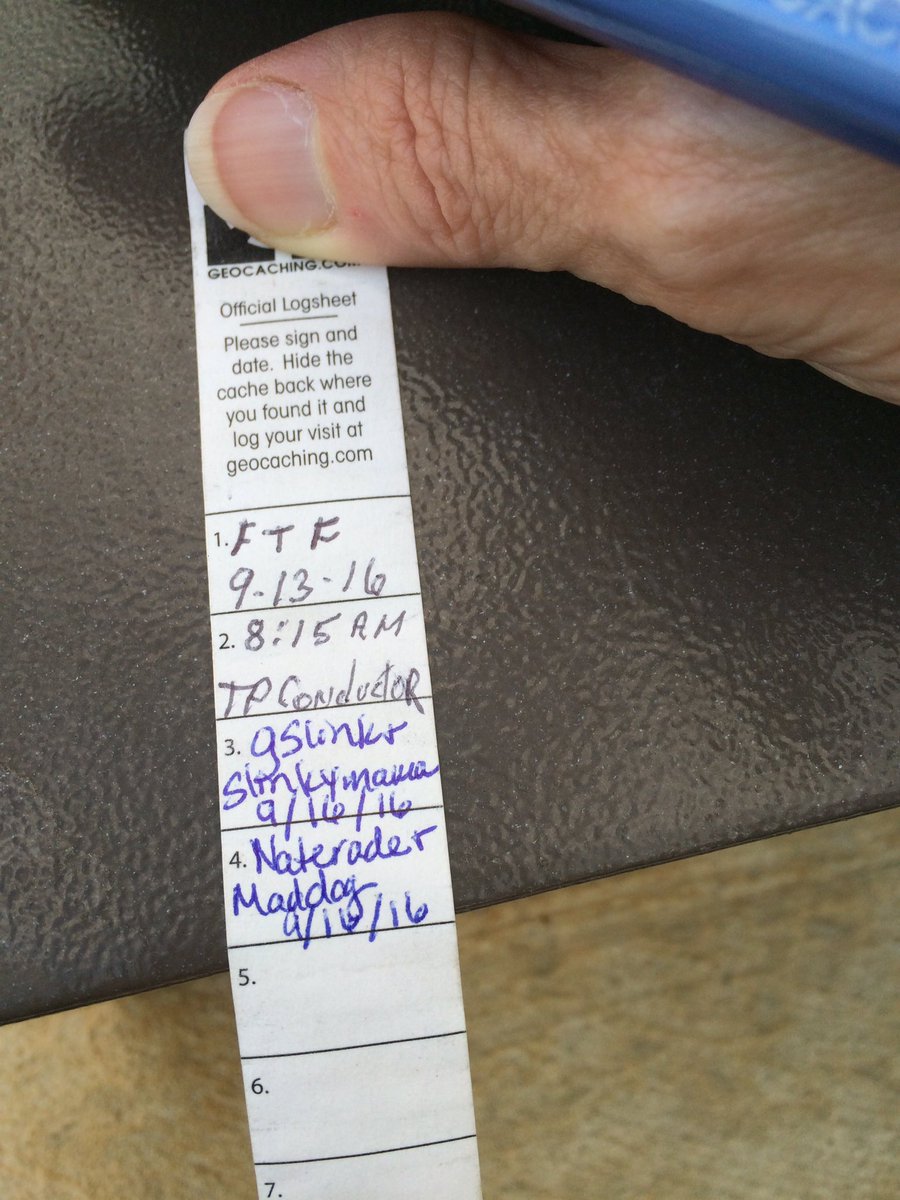 GEOCACHING.COM
Official Logsheet
Please sign and
date. Hide the
cache back where
you found it and
log your visit at
geocaching.com
1. FTF
9-13-16
2. 8:15 AM
TP CONDUCTOR
3. gslinkr
slinkymama
9/16/16
4. Naterader
Maddog
9/16/16
5.
6.
7.